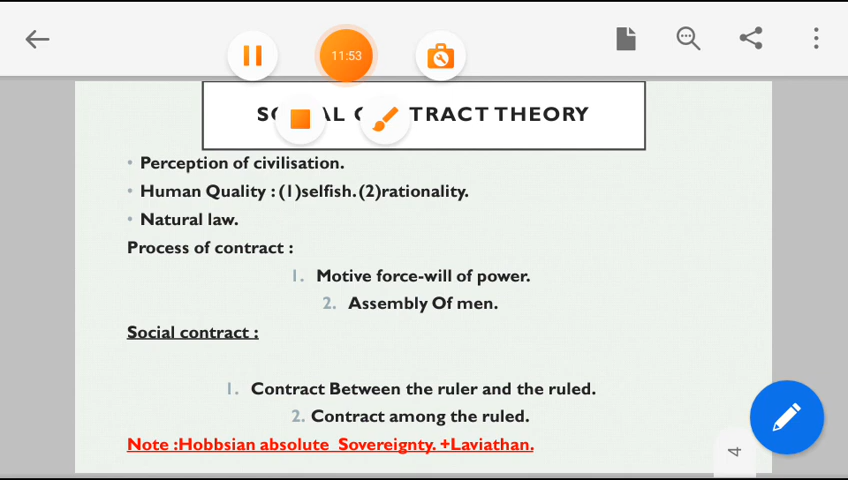 11:53
TRACT THEORY
• Perception of civilisation.
• Human Quality : (1)selfish. (2)rationality.
• Natural law.
Process of contract :
1. Motive force-will of power.
2. Assembly Of men.
Social contract :
1. Contract Between the ruler and the ruled.
2. Contract among the ruled.
Note :Hobbsian absolute Sovereignty. +Laviathan.
4